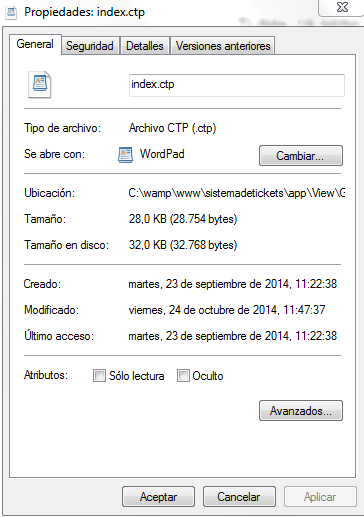 Propiedades: index.ctp
General Seguridad Detalles Versiones anteriores
index.ctp
Tipo de archivo: Archivo CTP (.ctp)
Se abre con: WordPad Cambiar...
Ubicación: C:\wamp\www\sistemadetickets\app\View\G
Tamaño: 28,0 KB (28.754 bytes)
Tamaño en disco: 32,0 KB (32.768 bytes)
Creado: martes, 23 de septiembre de 2014, 11:22:38
Modificado: viernes, 24 de octubre de 2014, 11:47:37
Último acceso: martes, 23 de septiembre de 2014, 11:22:38
Atributos: Sólo lectura Oculto
Avanzados...
Aceptar Cancelar Aplicar